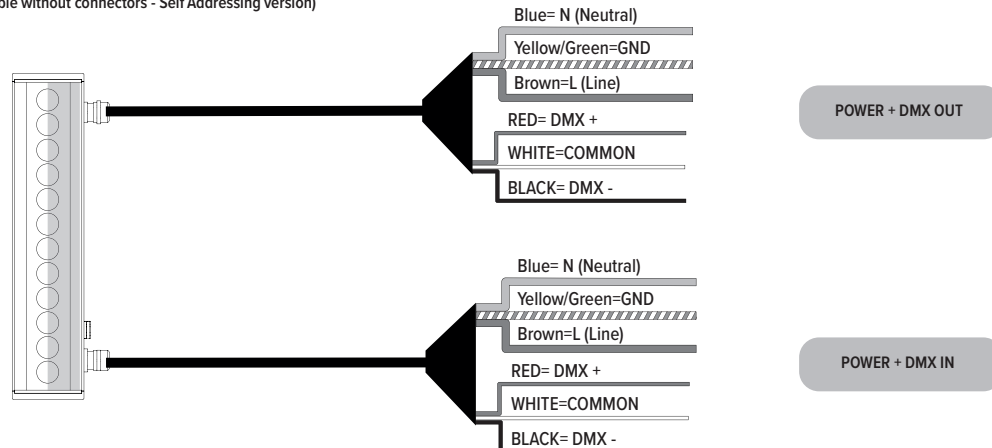 ble without connectors - Self Addressing version)
Blue= N (Neutral)
Yellow/Green=GND
Brown=L (Line)
RED= DMX +
WHITE=COMMON
BLACK= DMX -
POWER + DMX OUT
Blue= N (Neutral)
Yellow/Green=GND
Brown=L (Line)
RED= DMX +
WHITE=COMMON
BLACK= DMX -
POWER + DMX IN